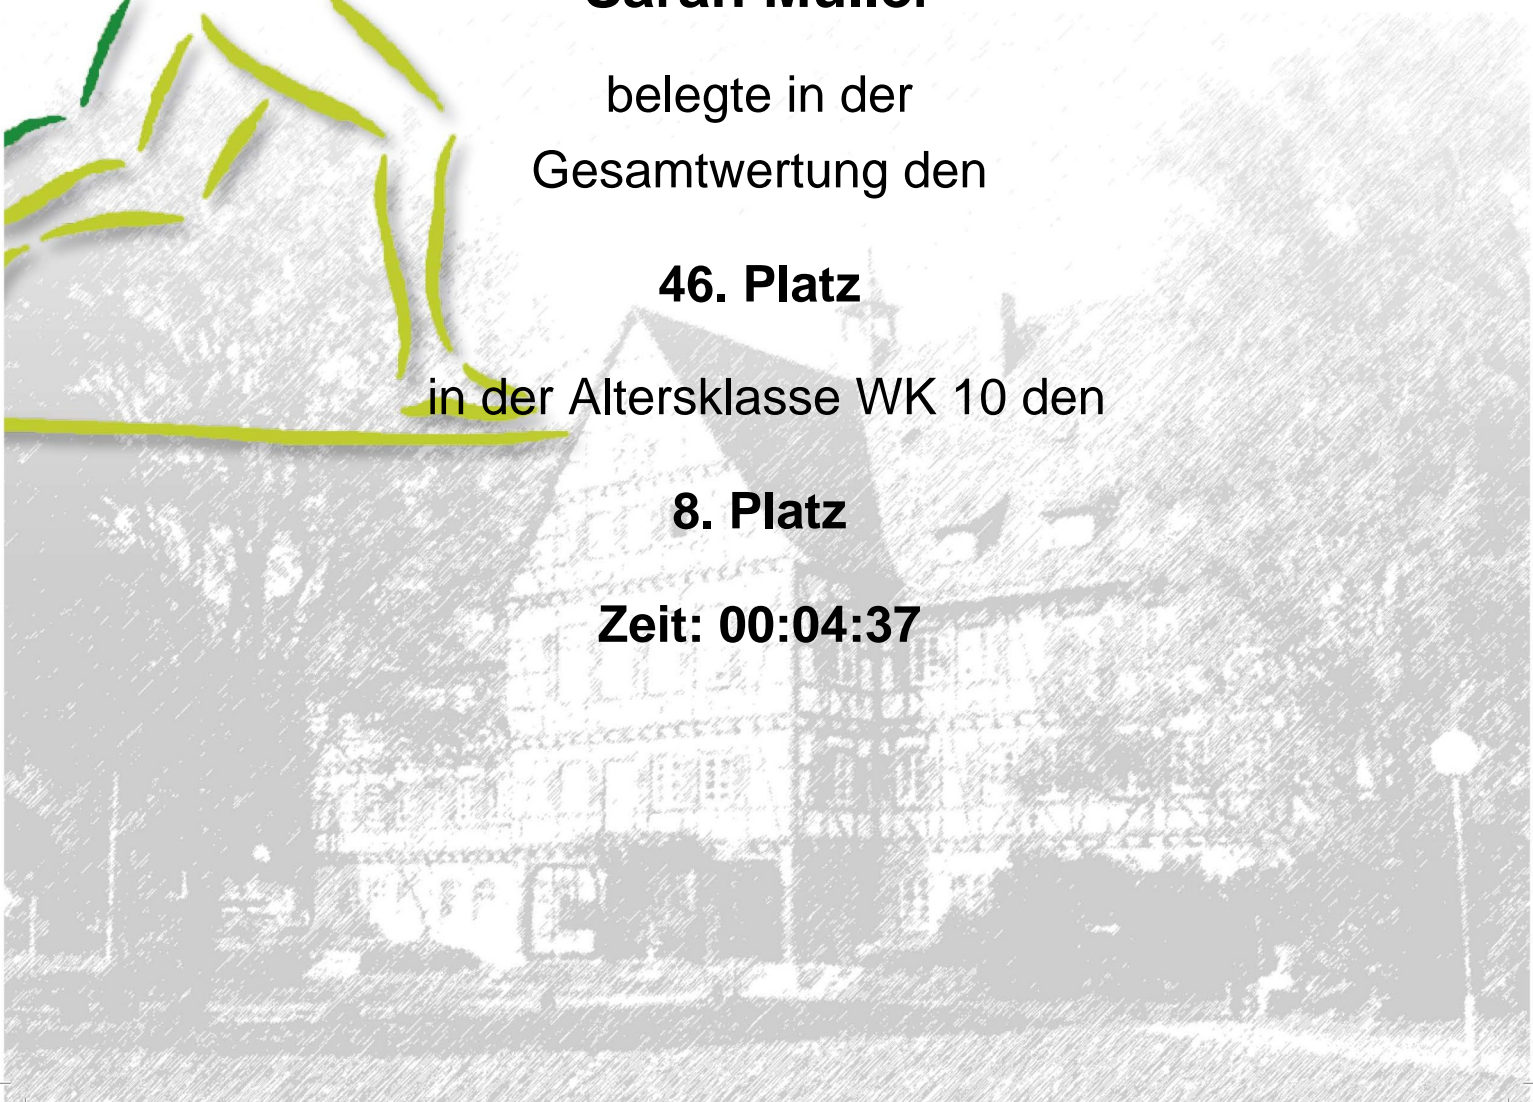 belegte in der
Gesamtwertung den
46. Platz
in der Altersklasse WK 10 den
8. Platz
Zeit: 00:04:37